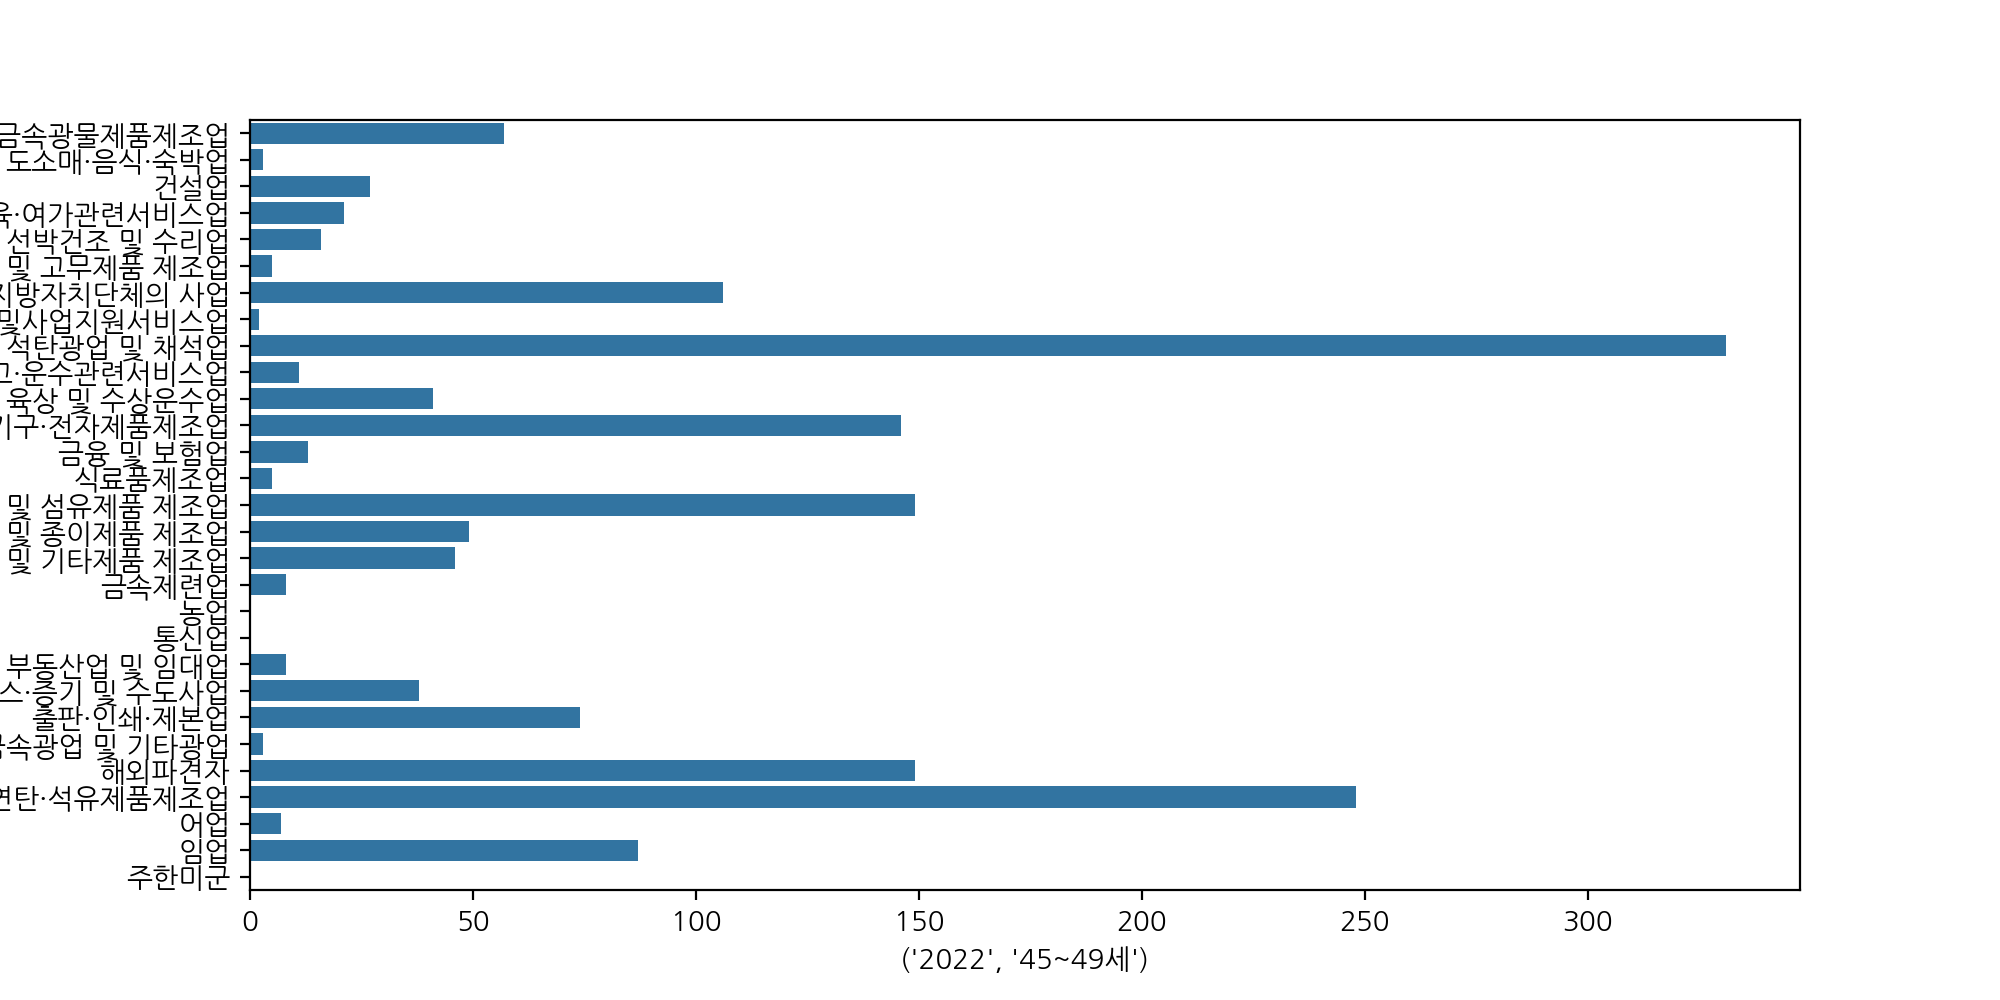 금속광물제품제조업
도소매·음식·숙박업
건설업
·여가관련서비스업
선박건조 및 수리업
및 고무제품 제조업
지방자치단체의 사업
및사업지원서비스업
석탄광업 및 채석업
·운수관련서비스업
육상 및 수상운수업
기구·전자제품제조업
금융 및 보험업
식료품제조업
및 섬유제품 제조업
및 종이제품 제조업
및 기타제품 제조업
금속제련업
농업
통신업
부동산업 및 임대업
스·증기 및 수도사업
출판·인쇄·제본업
금속광업 및 기타광업
해외파견자
연탄·석유제품제조업
어업
임업
주한미군
0 50 100 150 200 250 300
('2022', '45~49세')